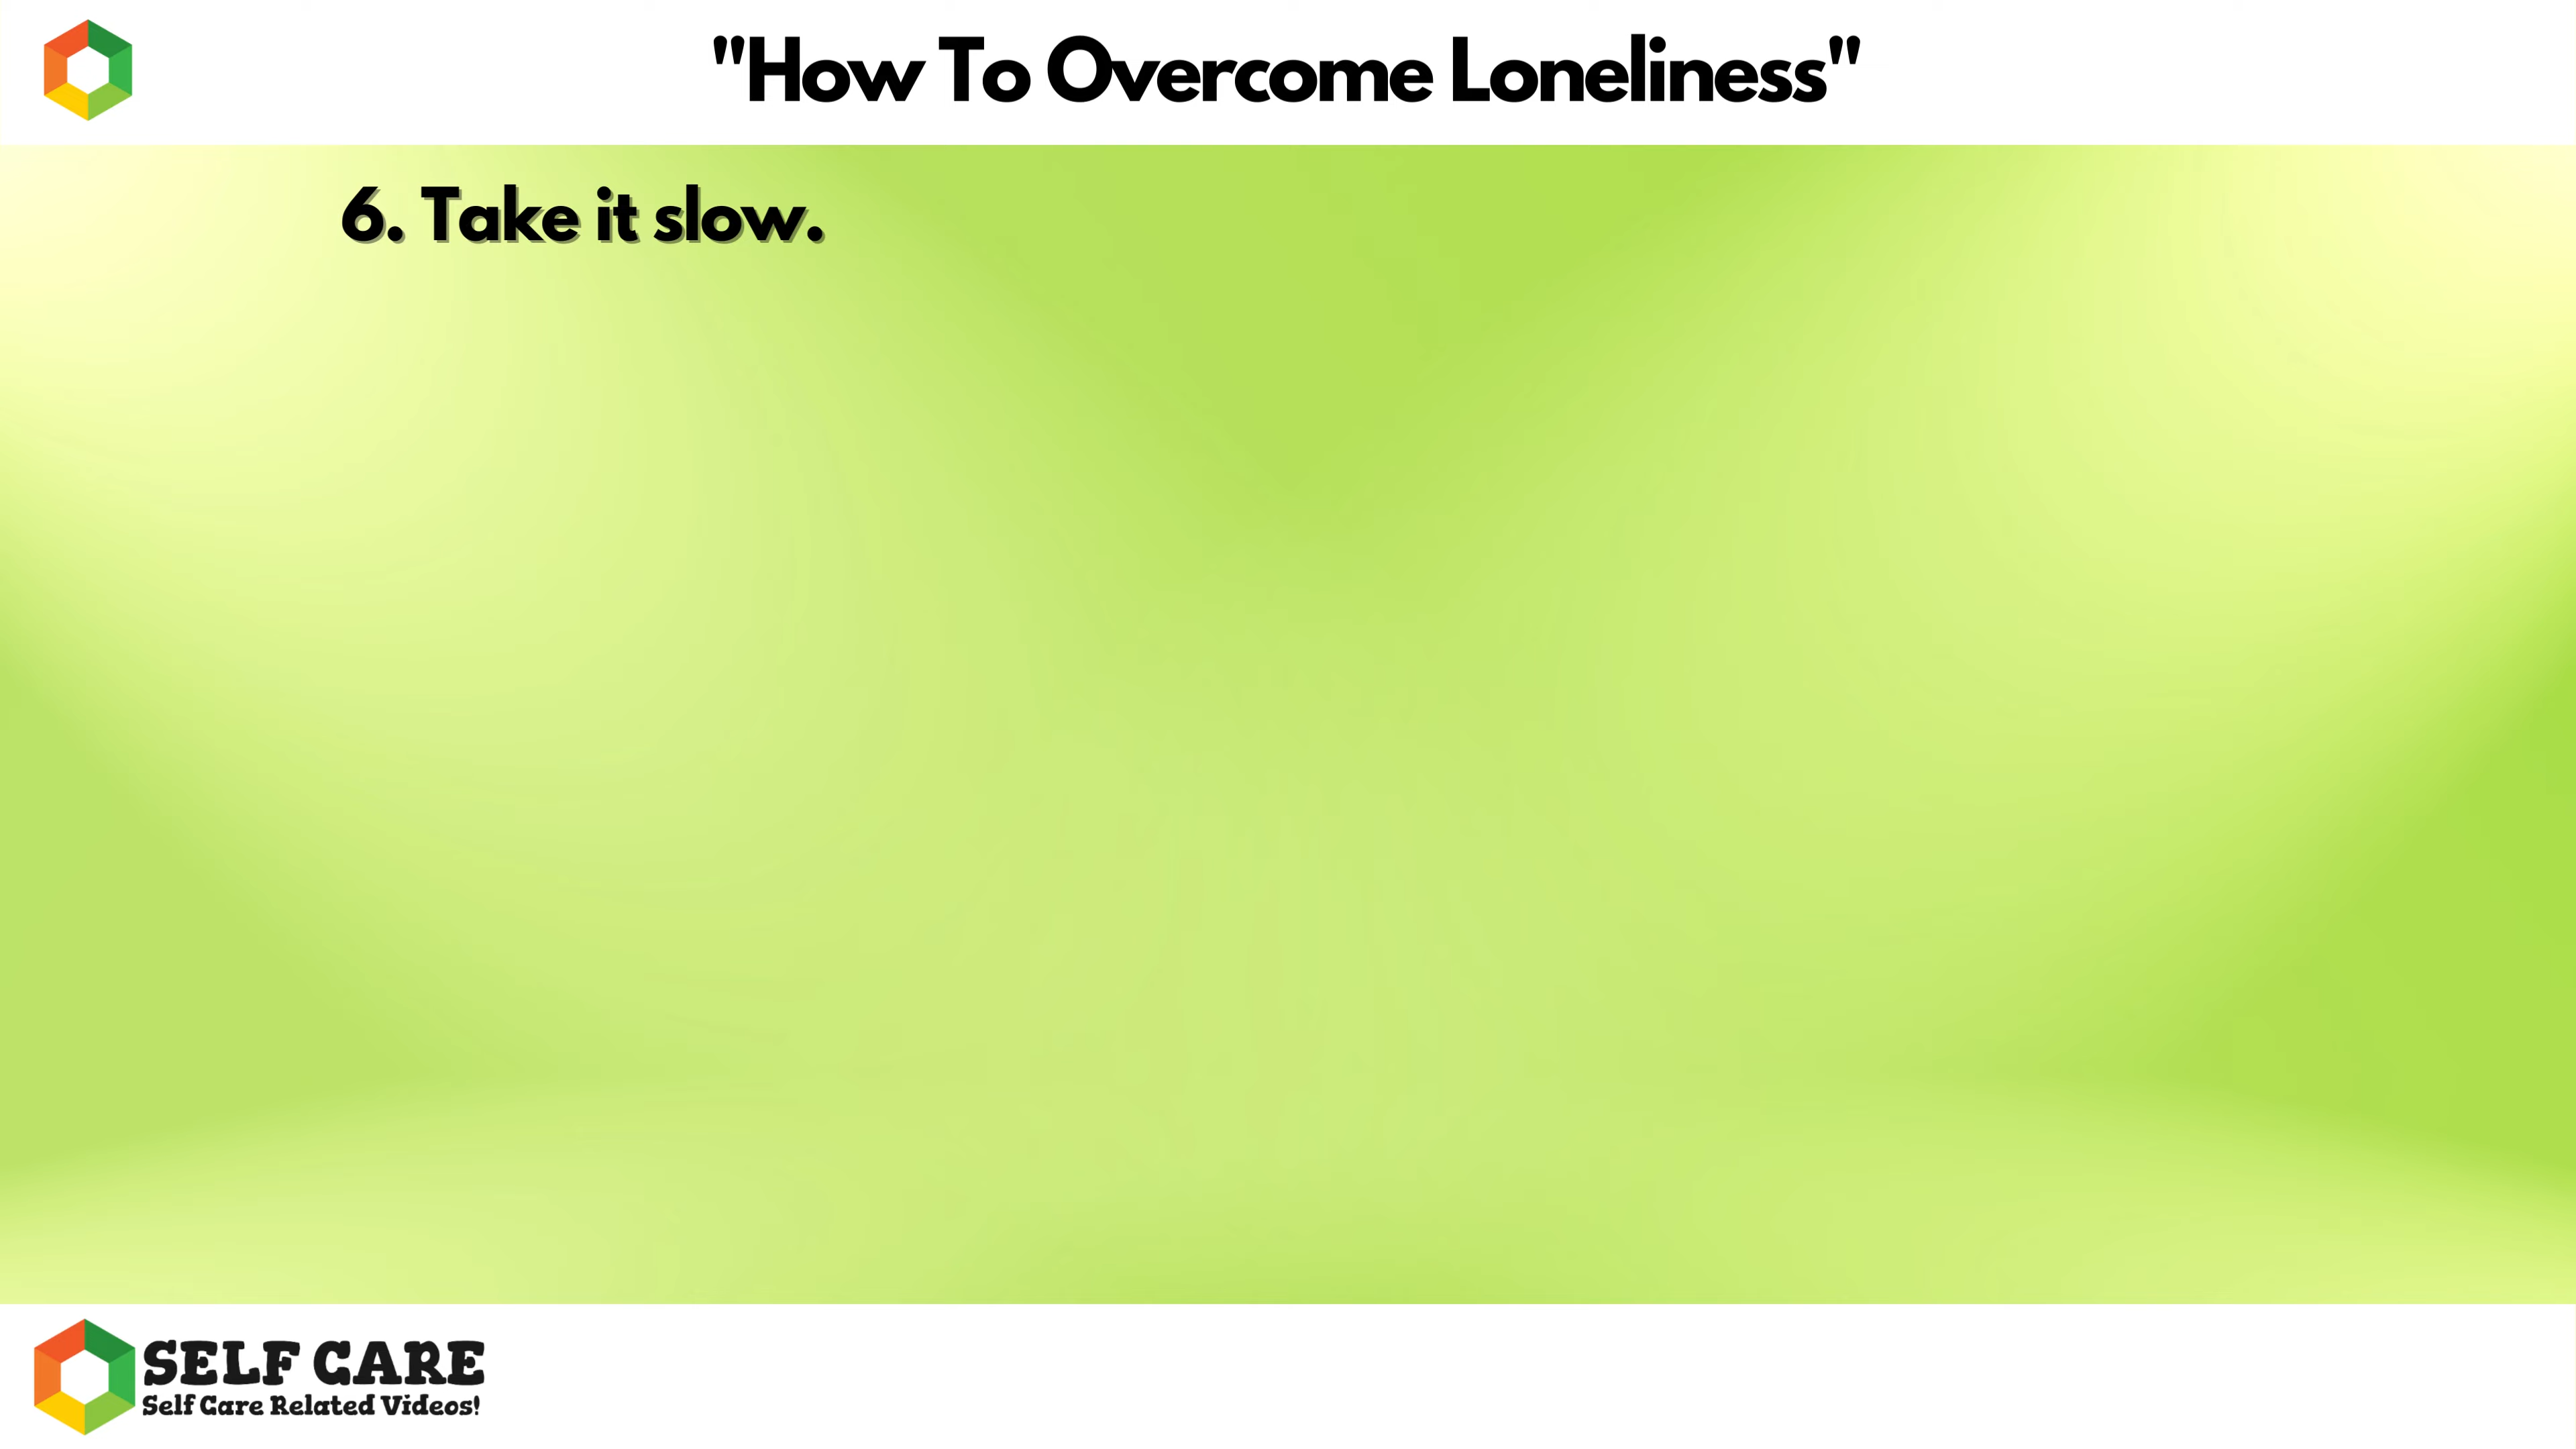 "How To Overcome Loneliness"
6. Take it slow.
SELF CARE
Self Care Related Videos!